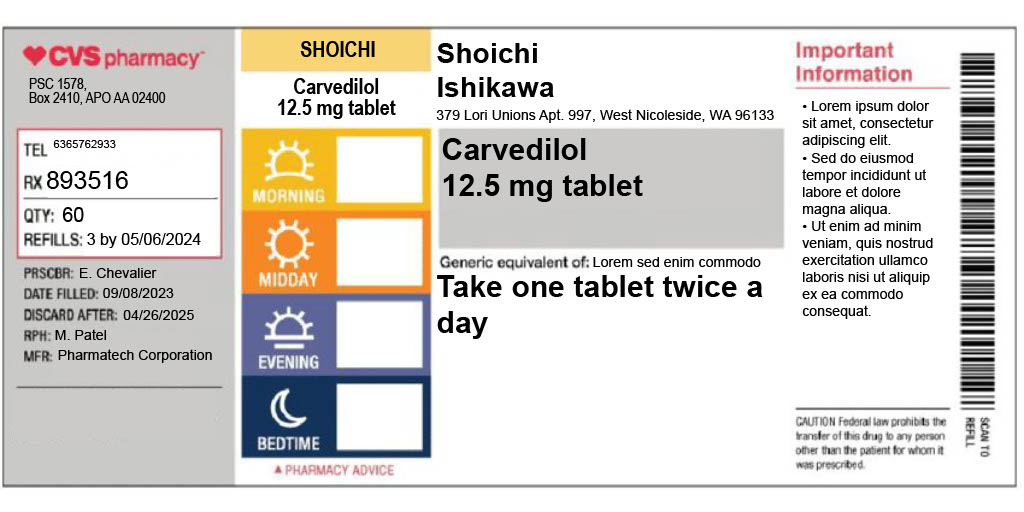 CVS pharmacy
PSC 1578,
Box 2410, APO AA 02400
TEL 6365762933
RX 893516
QTY: 60
REFILLS: 3 by 05/06/2024
PRSCBR: E. Chevalier
DATE FILLED: 09/08/2023
DISCARD AFTER: 04/26/2025
RPH: M. Patel
MFR: Pharmatech Corporation
SHOICHI
Carvedilol
12.5 mg tablet
MORNING
MIDDAY
EVENING
BEDTIME
▲ PHARMACY ADVICE
Shoichi
Ishikawa
379 Lori Unions Apt. 997, West Nicoleside, WA 96133
Carvedilol
12.5 mg tablet
Generic equivalent of: Lorem sed enim commodo
Take one tablet twice a
day
Important
Information
• Lorem ipsum dolor
sit amet, consectetur
adipiscing elit.
• Sed do eiusmod
tempor incididunt ut
labore et dolore
magna aliqua.
• Ut enim ad minim
veniam, quis nostrud
exercitation ullamco
laboris nisi ut aliquip
ex ea commodo
consequat.
CAUTION Federal law prohibits the
transfer of this drug to any person
other than the patient for whom it
was prescribed.
SCAN TO
REFILL